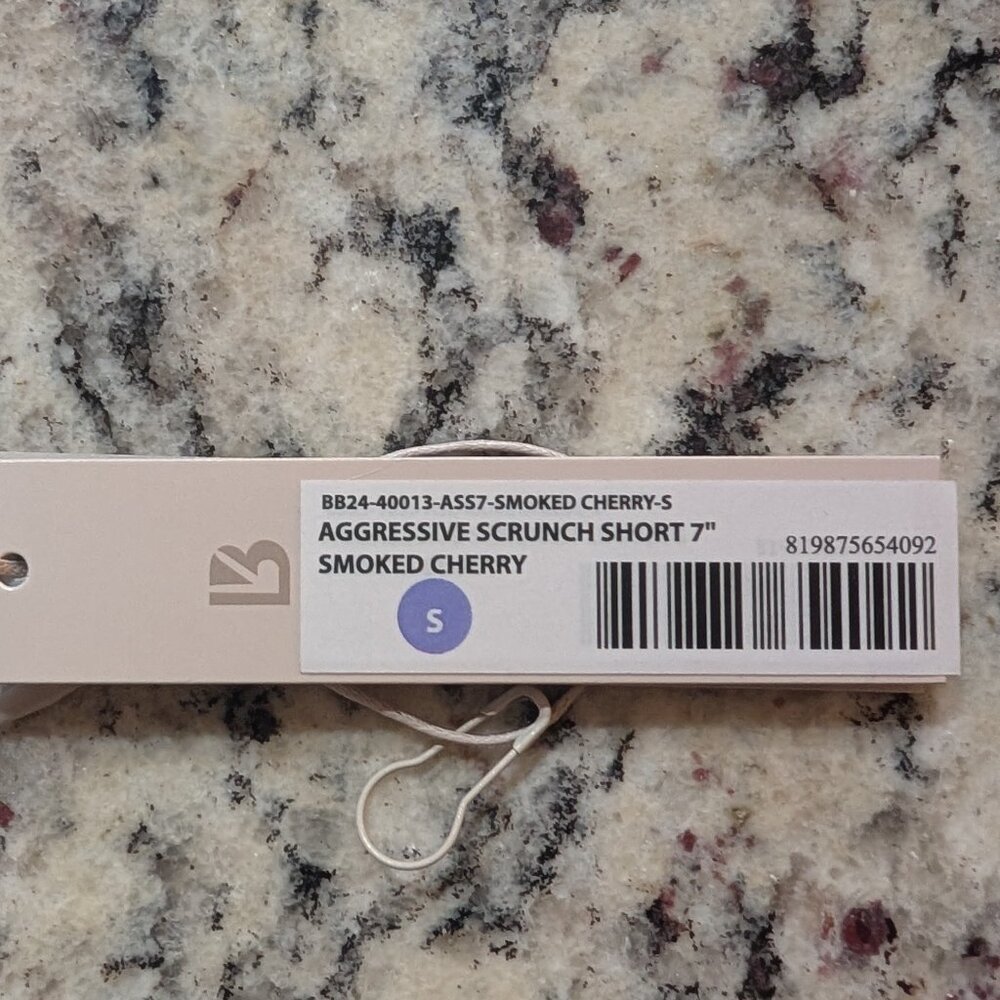 BB24-40013-ASS7-SMOKED CHERRY-S
AGGRESSIVE SCRUNCH SHORT 7"
SMOKED CHERRY
819875654092
S